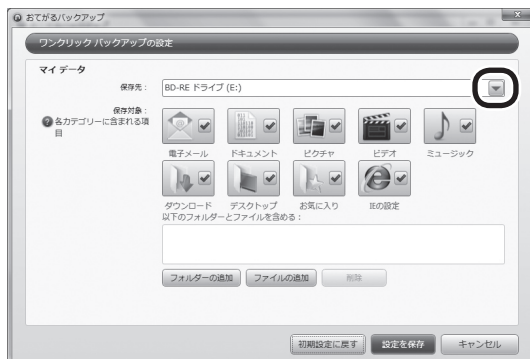 おてがるバックアップ
ワンクリック バックアップの設定
マイ データ
保存先：
BD-RE ドライブ (E:)
保存対象：
各カテゴリーに含まれる項
目
電子メール
ドキュメント
ピクチャ
ビデオ
ミュージック
ダウンロード
デスクトップ
お気に入り
IEの設定
以下のフォルダーとファイルを含める：
フォルダーの追加
ファイルの追加
削除
初期設定に戻す
設定を保存
キャンセル